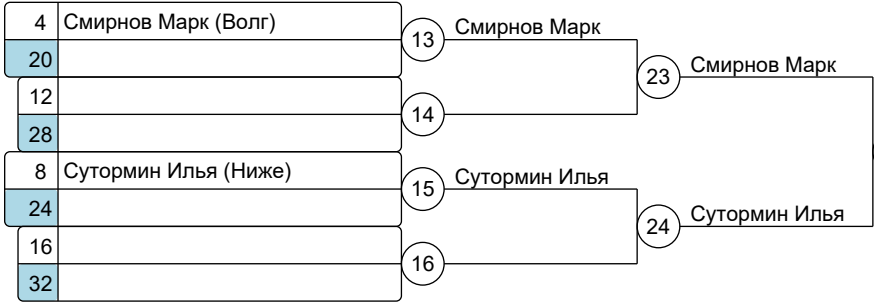 4 Смирнов Марк (Волг)
20
12
28
8 Сутормин Илья (Ниже)
24
16
32
13 Смирнов Марк
14
15 Сутормин Илья
16
23 Смирнов Марк
24 Сутормин Илья